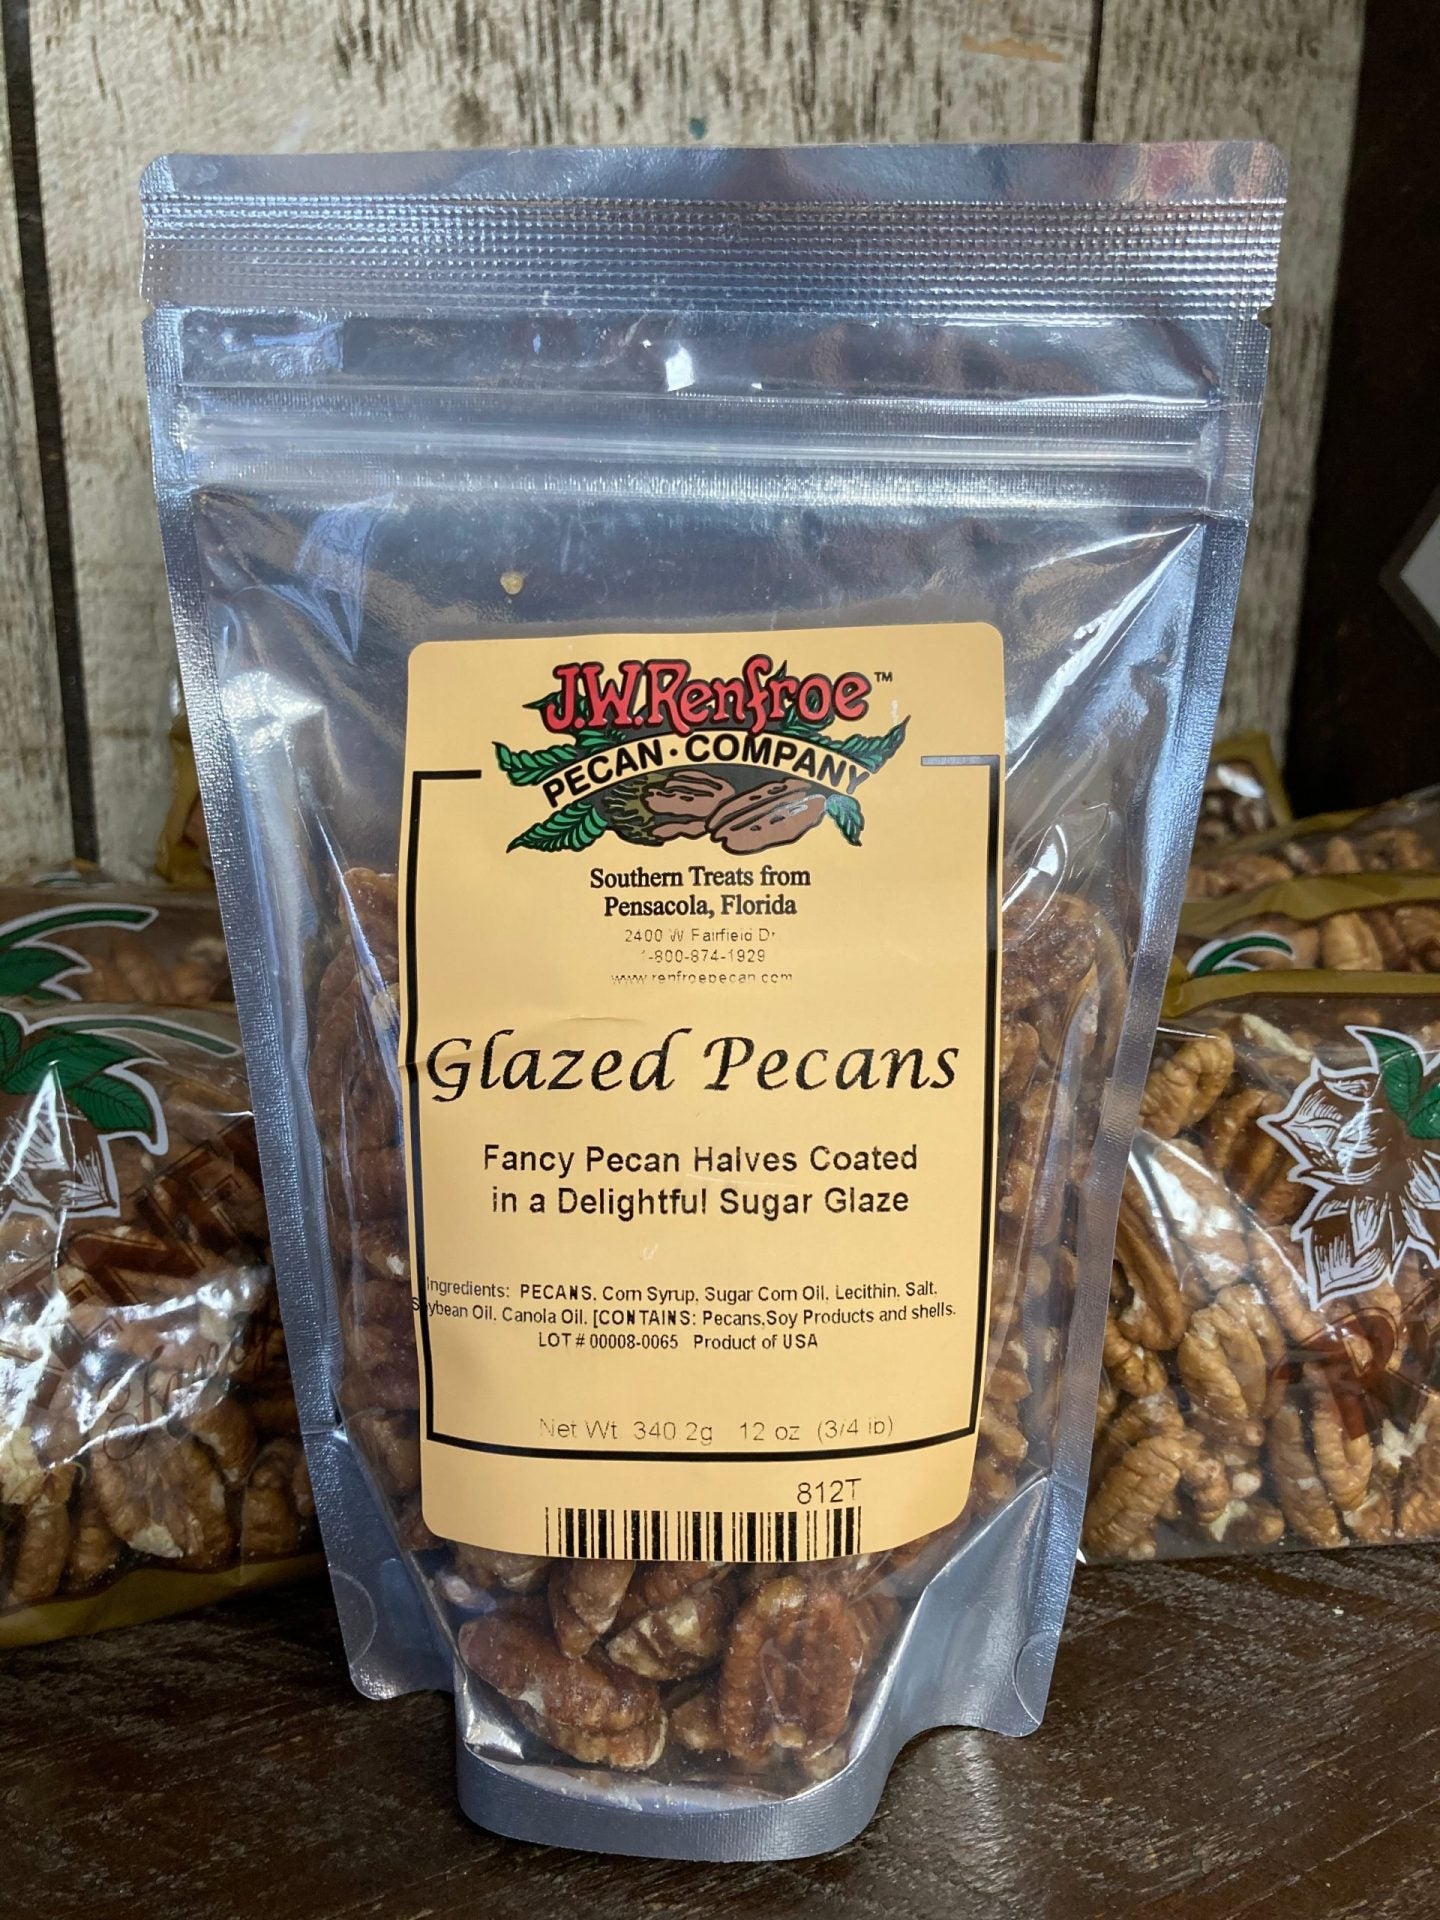 J.W.Renfroe™
PECAN·COMPANY
Southern Treats from
Pensacola, Florida
2400 W Fairfield Dr
1-800-874-1929
www.renfroepecan.com
Glazed Pecans
Fancy Pecan Halves Coated
in a Delightful Sugar Glaze
Ingredients: PECANS, Corn Syrup, Sugar Corn Oil, Lecithin, Salt,
Soybean Oil, Canola Oil, [CONTAINS: Pecans,Soy Products and shells.
LOT # 00008-0065 Product of USA
Net Wt 340.2g 12 oz (3/4 lb)
812T